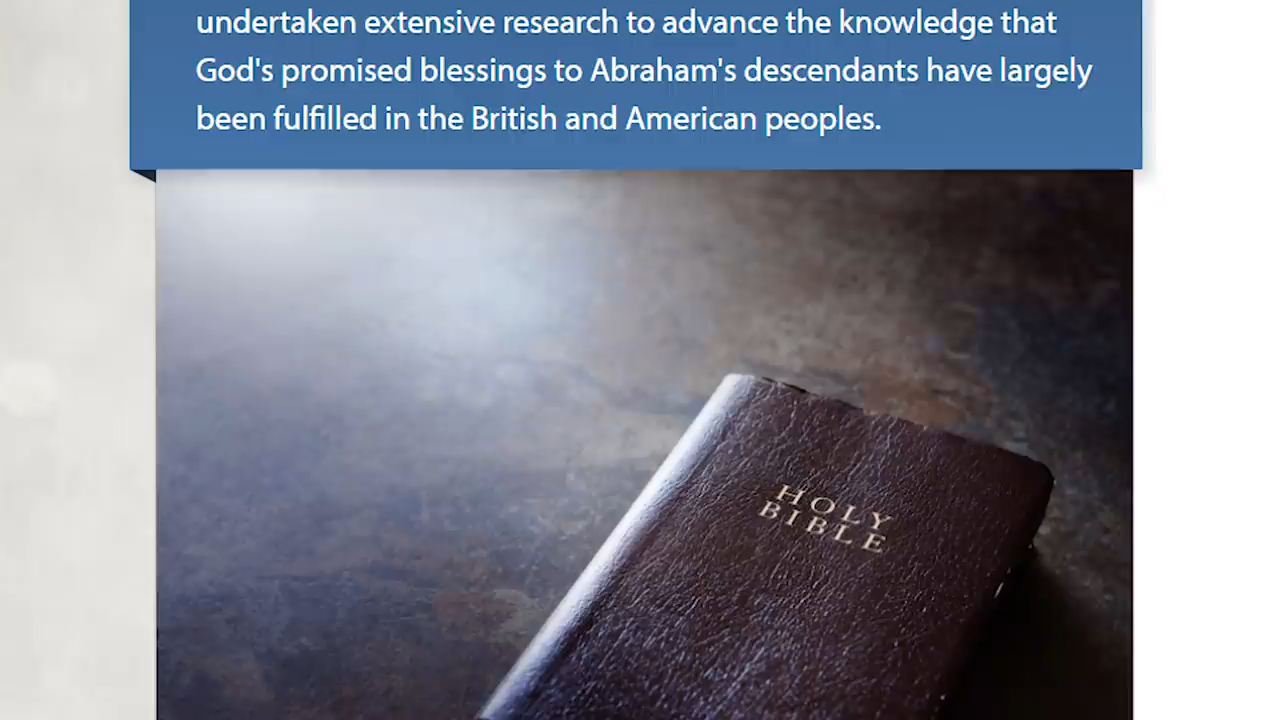 undertaken extensive research to advance the knowledge that
God's promised blessings to Abraham's descendants have largely
been fulfilled in the British and American peoples.
HOLY
BIBLE